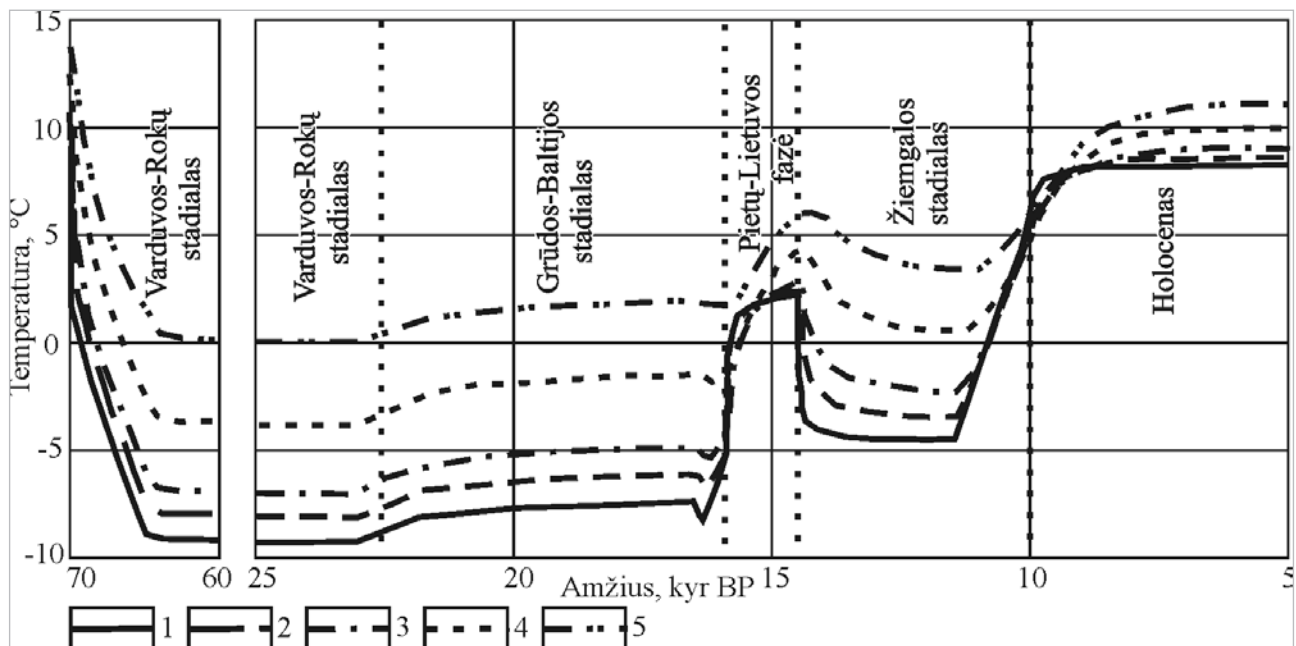 15
10
5
0
-5
-10
Temperatura, °C
Varduvos-Rokų
stadialas
Varduvos-Rokų
stadialas
Grūdos-Baltijos
stadialas
Pietų-Lietuvos
fazė
Žiemgalos
stadialas
Holocenas
70
60
25
20
15
10
5
Amžius, kyr BP
1
2
3
4
5